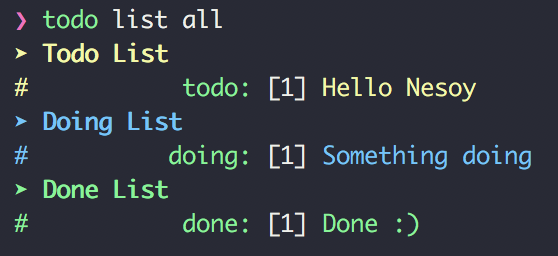 ❯ todo list all
➤ Todo List
# todo: [1] Hello Nesoy
➤ Doing List
# doing: [1] Something doing
➤ Done List
# done: [1] Done :)